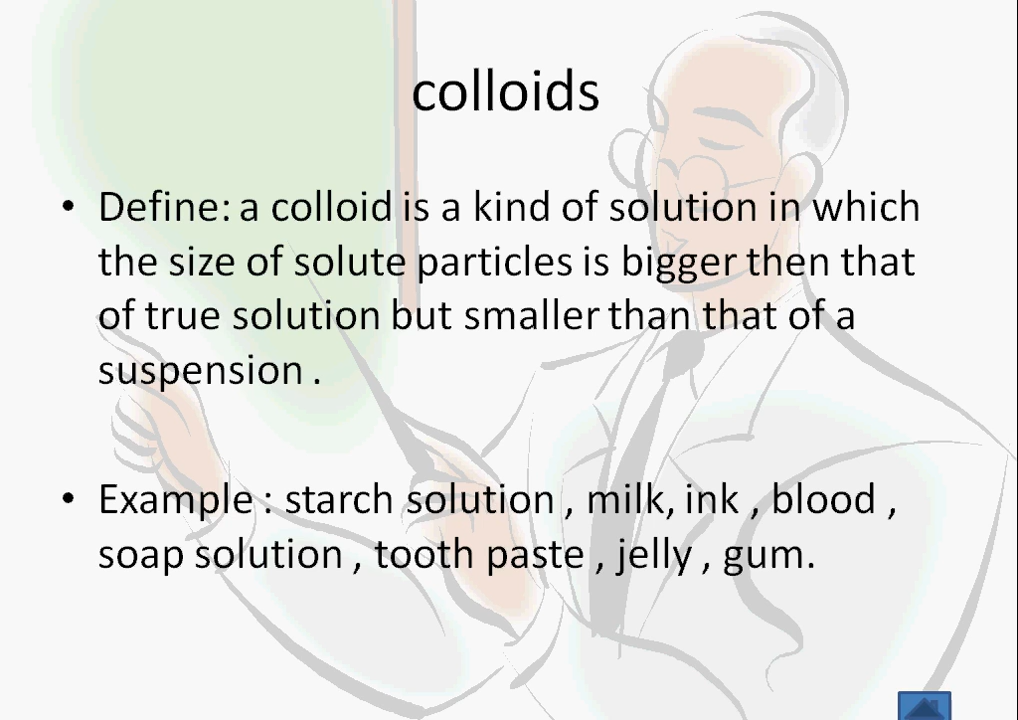 colloids
• Define: a colloid is a kind of solution in which
the size of solute particles is bigger then that
of true solution but smaller than that of a
suspension .
• Example : starch solution , milk, ink , blood ,
soap solution , tooth paste , jelly , gum.